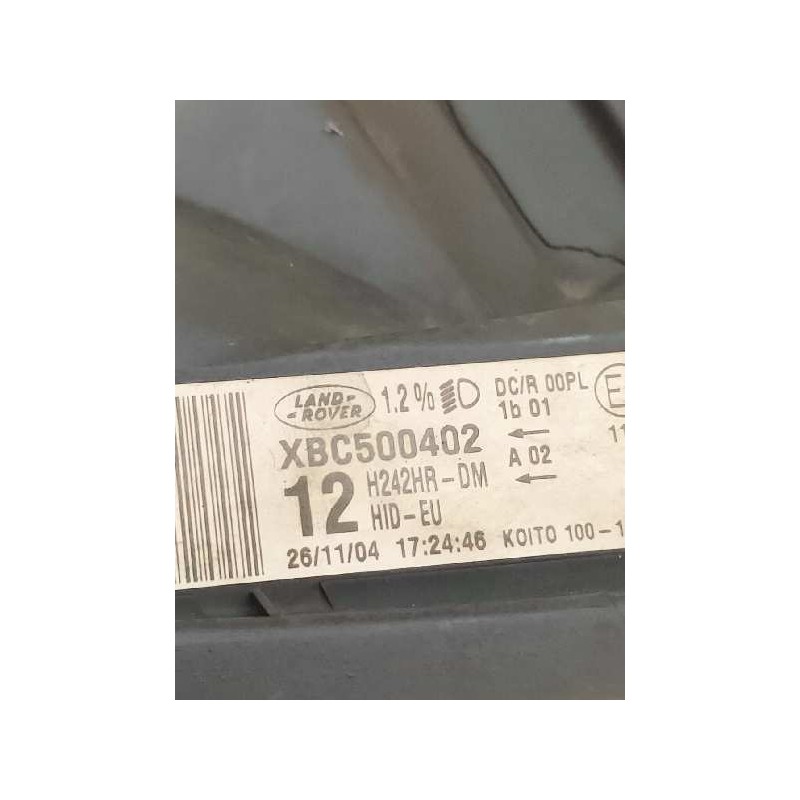 LAND-
-ROVER
1.2%
DC/R 00PL
1b 01
E
XBC500402
A 02
11
12
H242HR-DM
HID-EU
26/11/04 17:24:46 KOITO 100-1